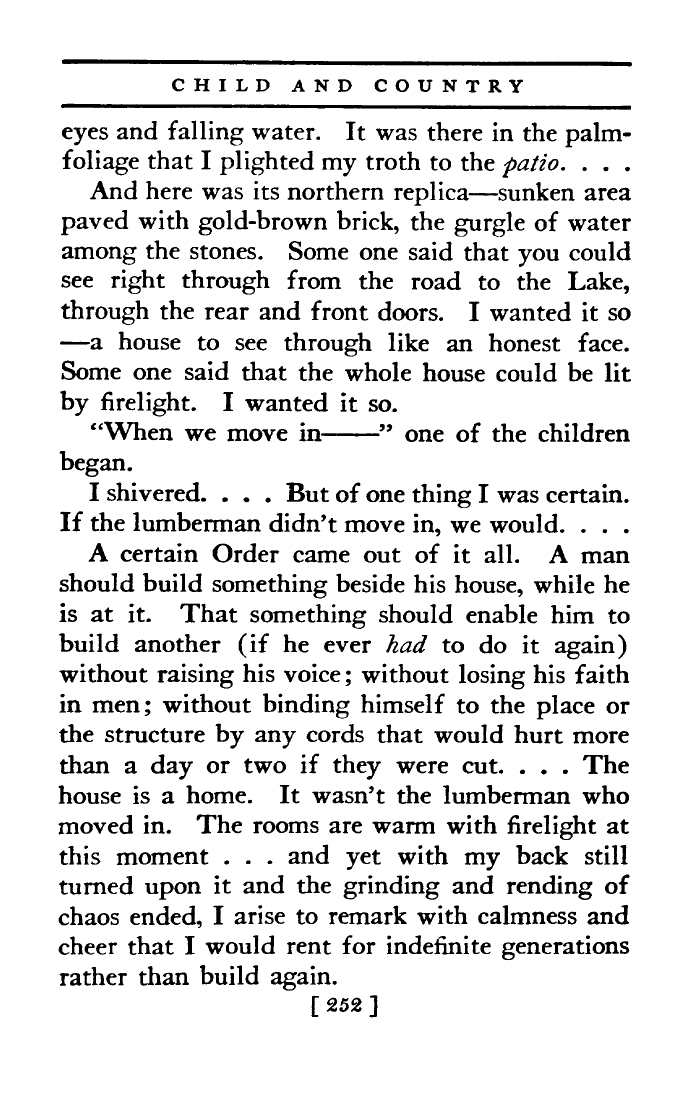 CHILD AND COUNTRY
eyes and falling water. It was there in the palm-
foliage that I plighted my troth to the patio. . . .
And here was its northern replica—sunken area
paved with gold-brown brick, the gurgle of water
among the stones. Some one said that you could
see right through from the road to the Lake,
through the rear and front doors. I wanted it so
—a house to see through like an honest face.
Some one said that the whole house could be lit
by firelight. I wanted it so.
“When we move in——” one of the children
began.
I shivered. . . . But of one thing I was certain.
If the lumberman didn’t move in, we would. . . .
A certain Order came out of it all. A man
should build something beside his house, while he
is at it. That something should enable him to
build another (if he ever had to do it again)
without raising his voice; without losing his faith
in men; without binding himself to the place or
the structure by any cords that would hurt more
than a day or two if they were cut. . . . The
house is a home. It wasn’t the lumberman who
moved in. The rooms are warm with firelight at
this moment . . . and yet with my back still
turned upon it and the grinding and rending of
chaos ended, I arise to remark with calmness and
cheer that I would rent for indefinite generations
rather than build again.
[ 252 ]